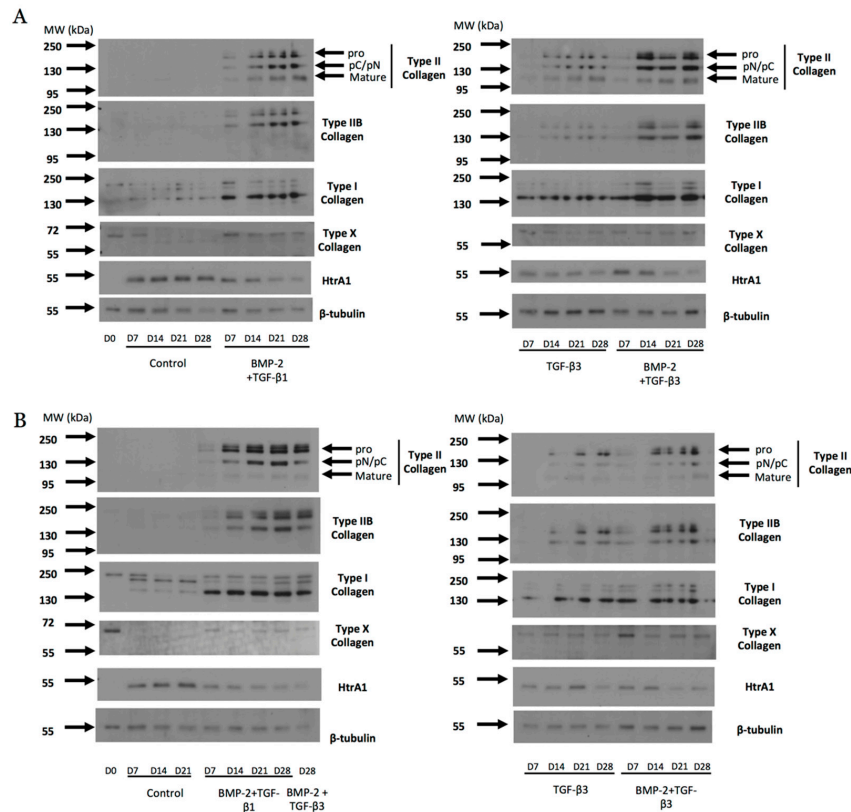 A
MW (kDa)
250
130
95
pro
pC/pN
Mature
Type II
Collagen
250
130
95
Type IIB
Collagen
250
130
Type I
Collagen
72
55
Type X
Collagen
55
HtrA1
55
β-tubulin
D0 D7 D14 D21 D28 D7 D14 D21 D28
Control
BMP-2
+TGF-β1
MW (kDa)
250
130
95
pro
pN/pC
Mature
Type II
Collagen
250
130
95
Type IIB
Collagen
250
130
Type I
Collagen
55
Type X
Collagen
55
HtrA1
55
β-tubulin
D7 D14 D21 D28 D7 D14 D21 D28
TGF-β3
BMP-2
+TGF-β3
B
MW (kDa)
250
130
95
pro
pN/pC
Mature
Type II
Collagen
250
130
95
Type IIB
Collagen
250
130
Type I
Collagen
72
55
Type X
Collagen
55
HtrA1
55
β-tubulin
D0 D7 D14 D21 D7 D14 D21 D28 D28
Control
BMP-2+TGF-
β1
BMP-2 +
TGF-β3
MW (kDa)
250
130
95
pro
pN/pC
Mature
Type II
Collagen
250
130
95
Type IIB
Collagen
250
130
Type I
Collagen
55
Type X
Collagen
55
HtrA1
55
β-tubulin
D7 D14 D21 D28 D7 D14 D21 D28
TGF-β3
BMP-2+TGF-
β3